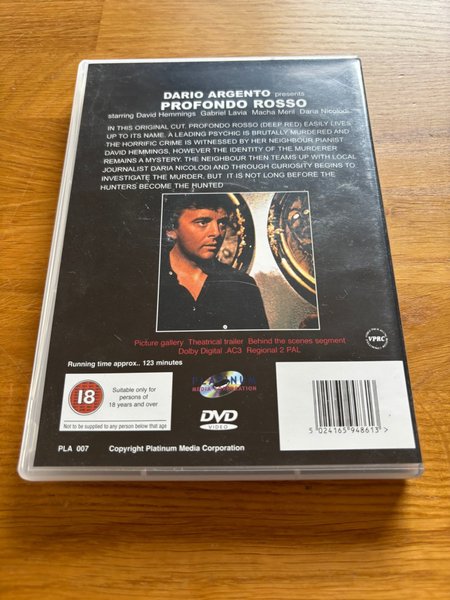 DARIO ARGENTO presents
PROFONDO ROSSO
starring David Hemmings Gabriel Lavia Macha Meril Daria Nicolodi
IN THIS ORIGINAL CUT, PROFONDO ROSSO (DEEP RED) EASILY LIVES
UP TO ITS NAME. A LEADING PSYCHIC IS BRUTALLY MURDERED AND
THE HORRIFIC CRIME IS WITNESSED BY HER NEIGHBOUR PIANIST
DAVID HEMMINGS, HOWEVER THE IDENTITY OF THE MURDERER
REMAINS A MYSTERY. THE NEIGHBOUR THEN TEAMS UP WITH LOCAL
JOURNALIST DARIA NICOLODI AND THROUGH CURIOSITY BEGINS TO
INVESTIGATE THE MURDER, BUT IT IS NOT LONG BEFORE THE
HUNTERS BECOME THE HUNTED
Picture gallery Theatrical trailer Behind the scenes segment
Dolby Digital AC3 Regional 2 PAL
VPRC
Running time approx.. 123 minutes
18
Suitable only for
persons of
18 years and over
Not to be supplied to any person below that age
PLATINUM
MEDIA CORPORATION
DVD
VIDEO
5 024165 948613 >
PLA 007 Copyright Platinum Media Corporation